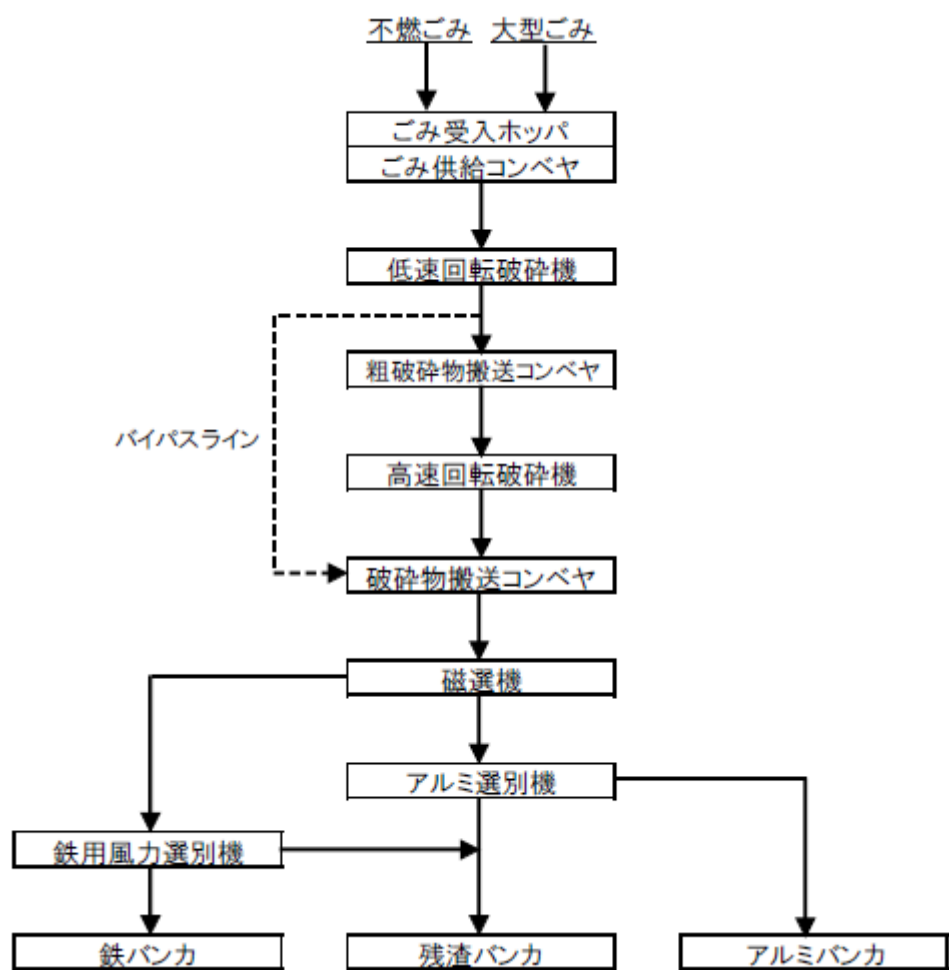 不燃ごみ 大型ごみ
ごみ受入ホッパ
ごみ供給コンベヤ
低速回転破砕機
粗破砕物搬送コンベヤ
バイパスライン
高速回転破砕機
破砕物搬送コンベヤ
磁選機
アルミ選別機
鉄用風力選別機
鉄バンカ 残渣バンカ アルミバンカ